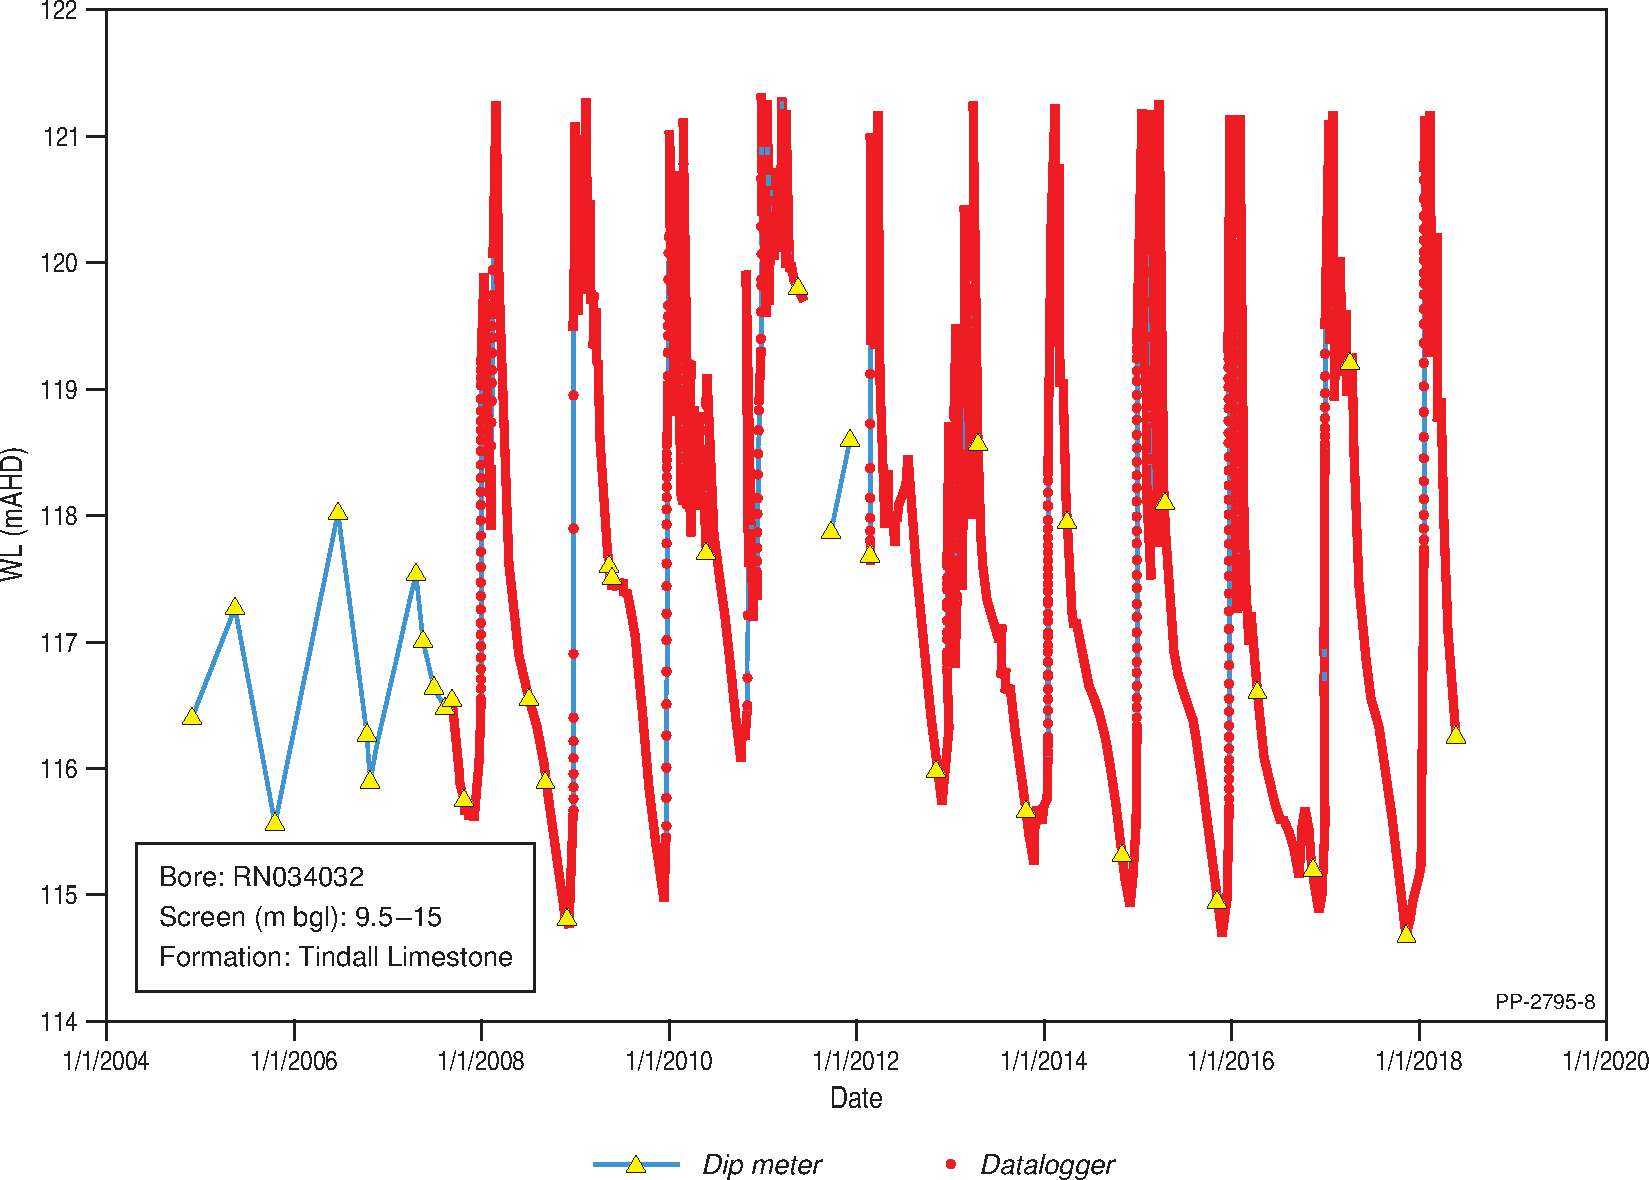 122
121
120
119
118
117
116
115
114
WL (mAHD)
Bore: RN034032
Screen (m bgl): 9.5–15
Formation: Tindall Limestone
PP-2795-8
1/1/2004 1/1/2006 1/1/2008 1/1/2010 1/1/2012 1/1/2014 1/1/2016 1/1/2018 1/1/2020
Date
Dip meter Datalogger